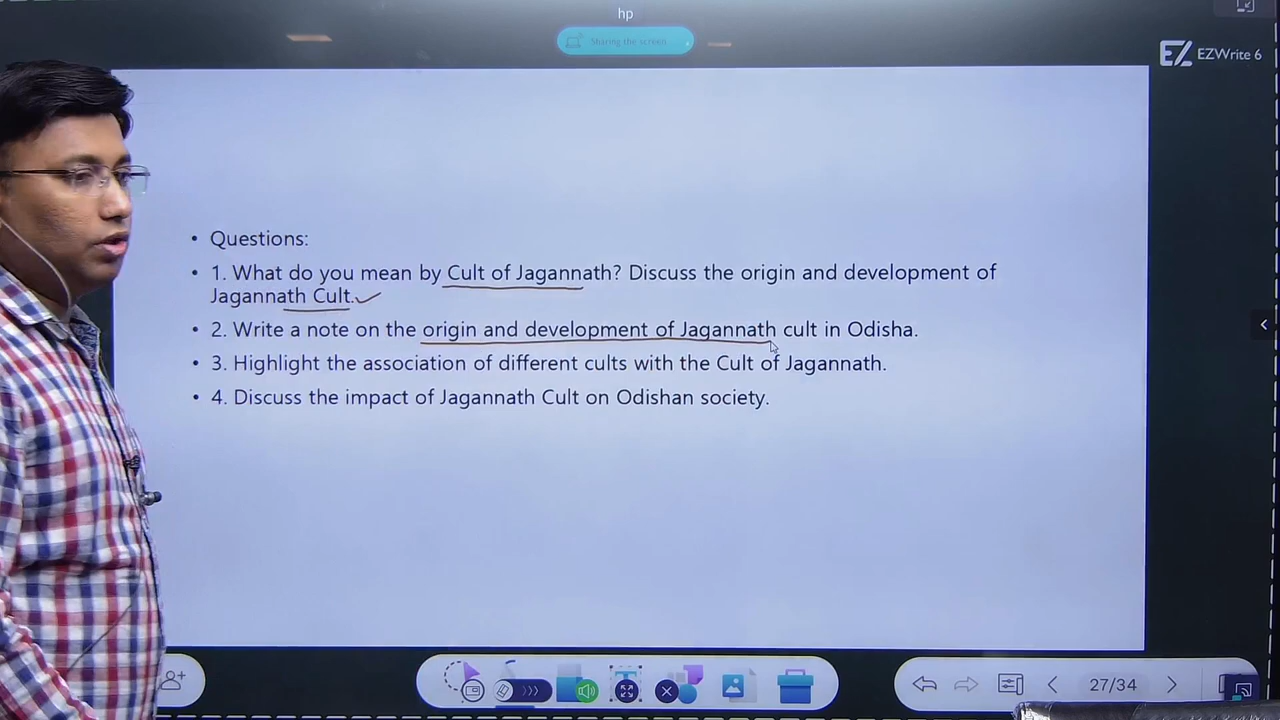 hp
Sharing the screen
EZWrite 6
• Questions:
• 1. What do you mean by Cult of Jagannath? Discuss the origin and development of
Jagannath Cult.
• 2. Write a note on the origin and development of Jagannath cult in Odisha.
• 3. Highlight the association of different cults with the Cult of Jagannath.
• 4. Discuss the impact of Jagannath Cult on Odishan society.
27/34